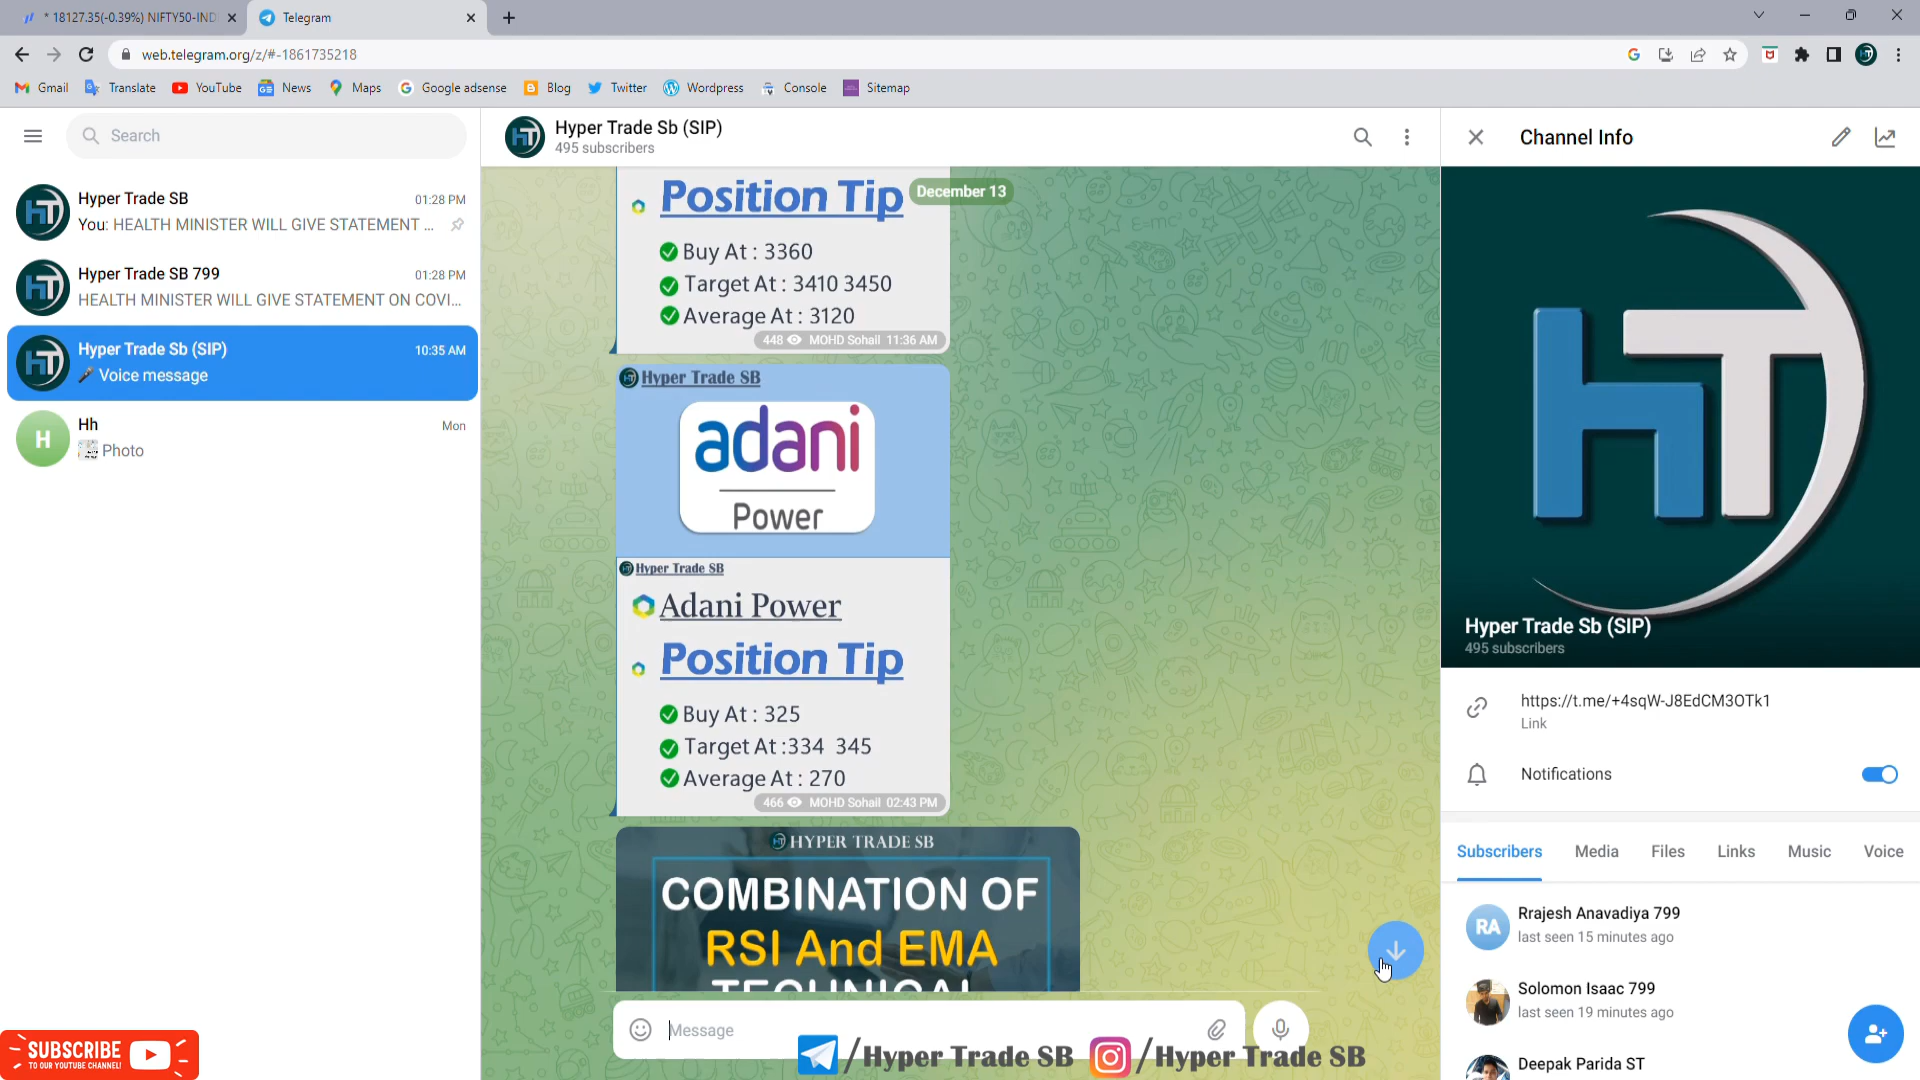 * 18127.35(-0.39%) NIFTY50-IND
Telegram
web.telegram.org/z/#-1861735218
Gmail
Translate
YouTube
News
Maps
Google adsense
Blog
Twitter
Wordpress
Console
Sitemap
Search
Hyper Trade SB
01:28 PM
You: HEALTH MINISTER WILL GIVE STATEMENT ...
Hyper Trade SB 799
01:28 PM
HEALTH MINISTER WILL GIVE STATEMENT ON COVI...
Hyper Trade Sb (SIP)
10:35 AM
Voice message
H
Hh
Mon
Photo
Hyper Trade Sb (SIP)
495 subscribers
December 13
Position Tip
Buy At : 3360
Target At : 3410 3450
Average At : 3120
448 MOHD Sohail 11:36 AM
Hyper Trade SB
adani
Power
Hyper Trade SB
Adani Power
Position Tip
Buy At : 325
Target At :334 345
Average At : 270
466 MOHD Sohail 02:43 PM
HYPER TRADE SB
COMBINATION OF
RSI And EMA
TECHNICAL
Message
/Hyper Trade SB
/Hyper Trade SB
SUBSCRIBE
TO OUR YOUTUBE CHANNEL!
Channel Info
HT
Hyper Trade Sb (SIP)
495 subscribers
https://t.me/+4sqW-J8EdCM3OTk1
Link
Notifications
Subscribers
Media
Files
Links
Music
Voice
RA
Rrajesh Anavadiya 799
last seen 15 minutes ago
Solomon Isaac 799
last seen 19 minutes ago
Deepak Parida ST